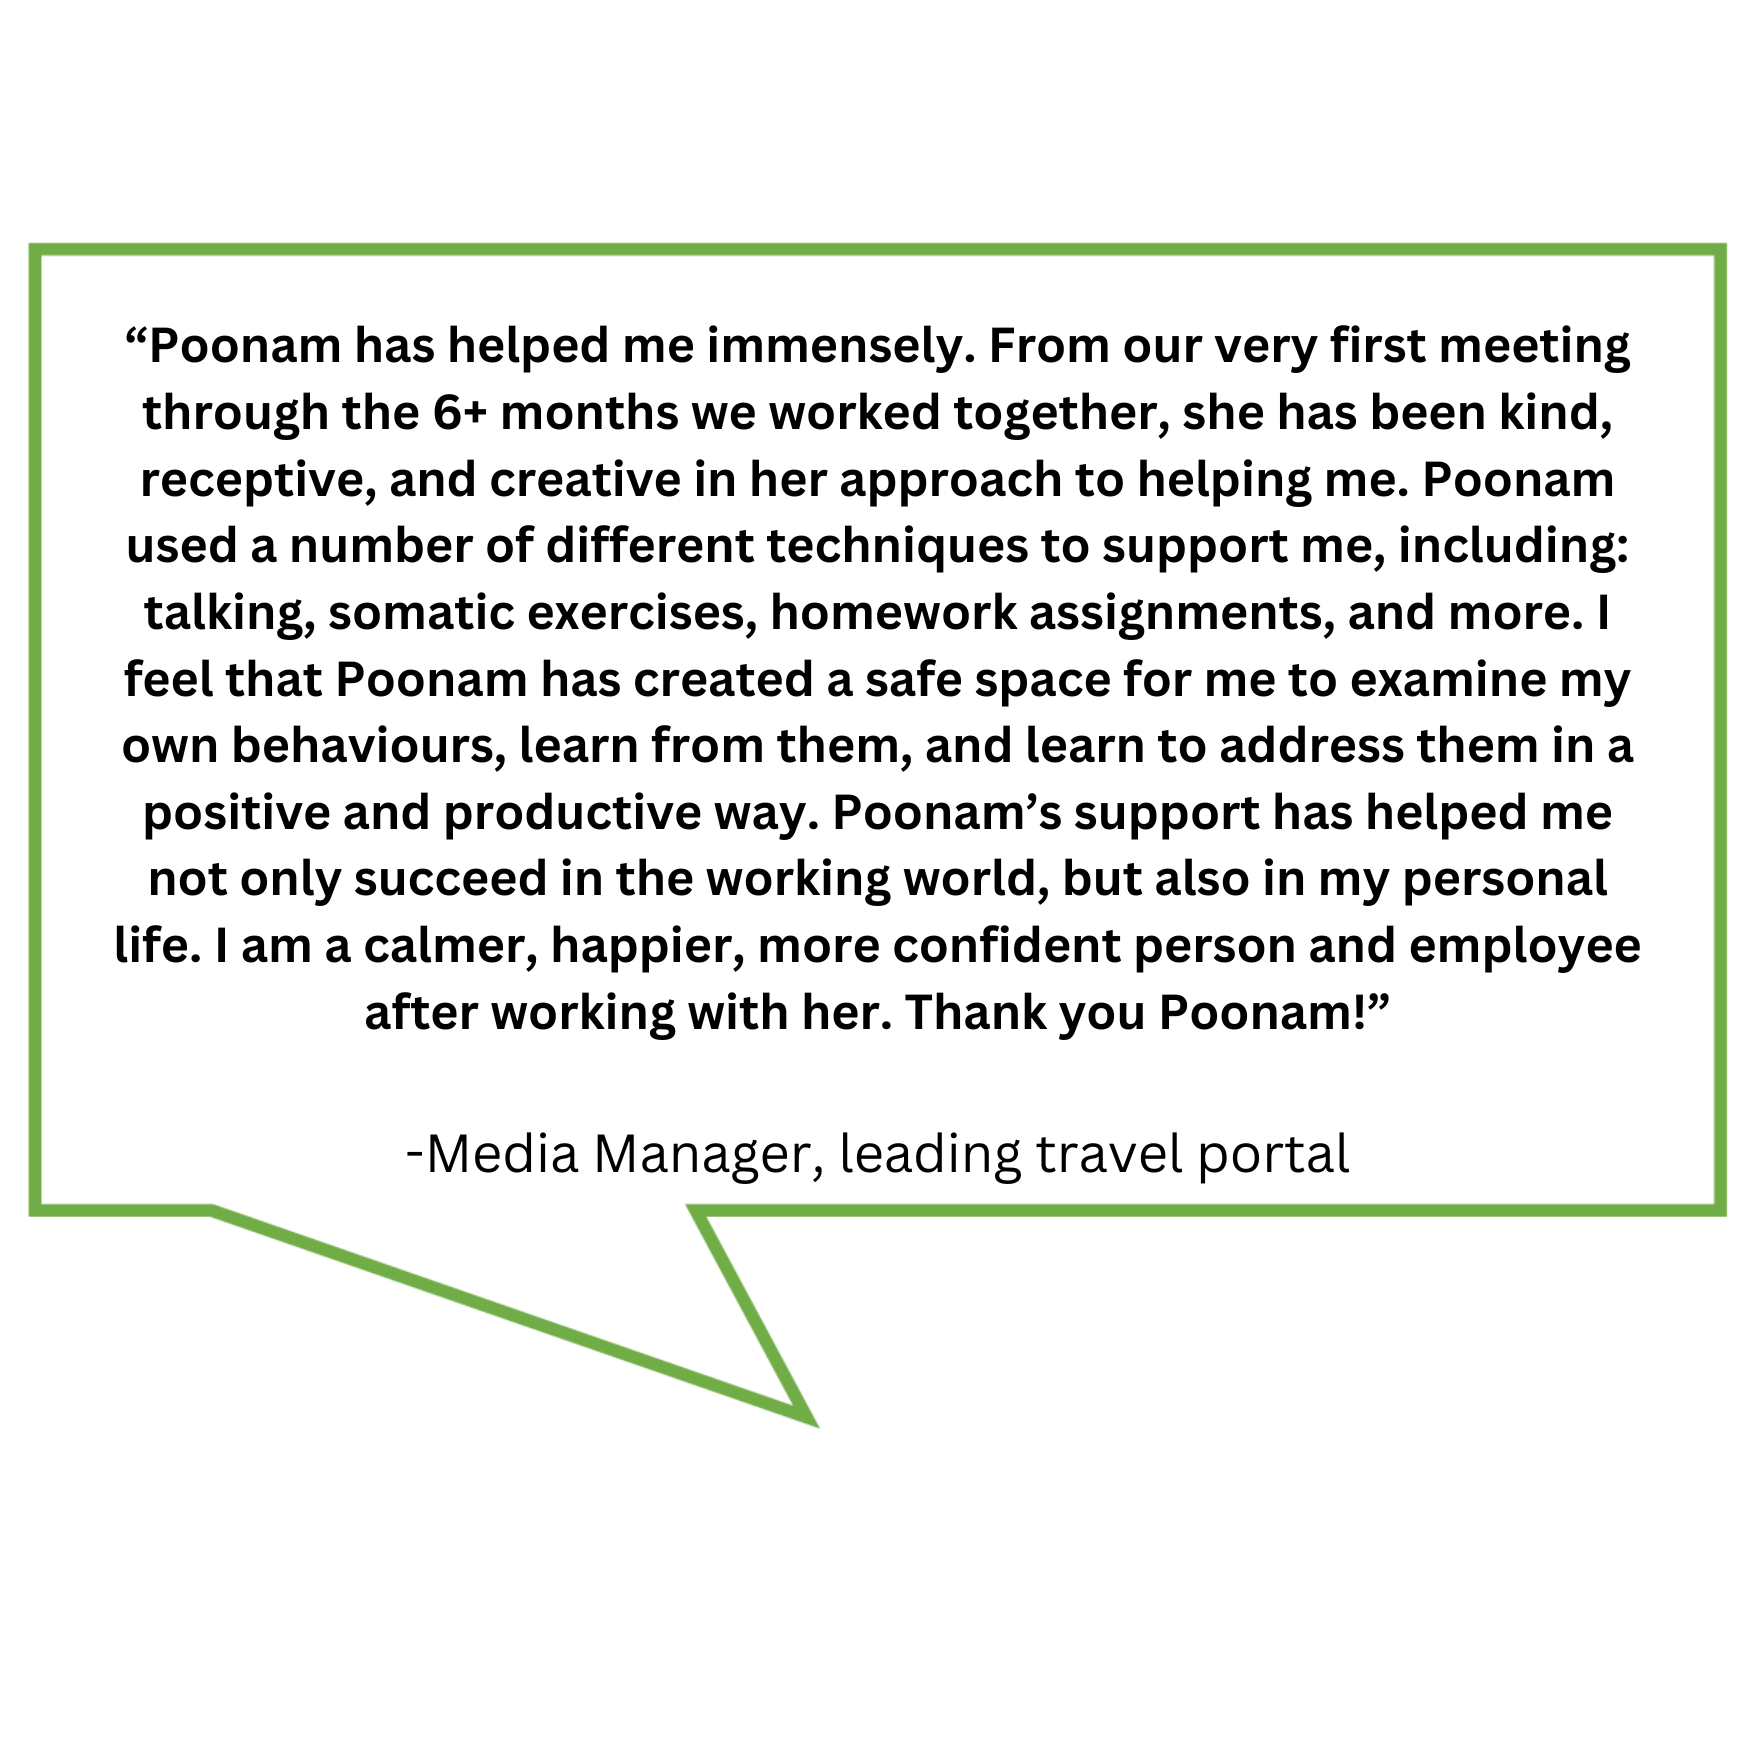 “Poonam has helped me immensely. From our very first meeting
through the 6+ months we worked together, she has been kind,
receptive, and creative in her approach to helping me. Poonam
used a number of different techniques to support me, including:
talking, somatic exercises, homework assignments, and more. I
feel that Poonam has created a safe space for me to examine my
own behaviours, learn from them, and learn to address them in a
positive and productive way. Poonam’s support has helped me
not only succeed in the working world, but also in my personal
life. I am a calmer, happier, more confident person and employee
after working with her. Thank you Poonam!”
-Media Manager, leading travel portal